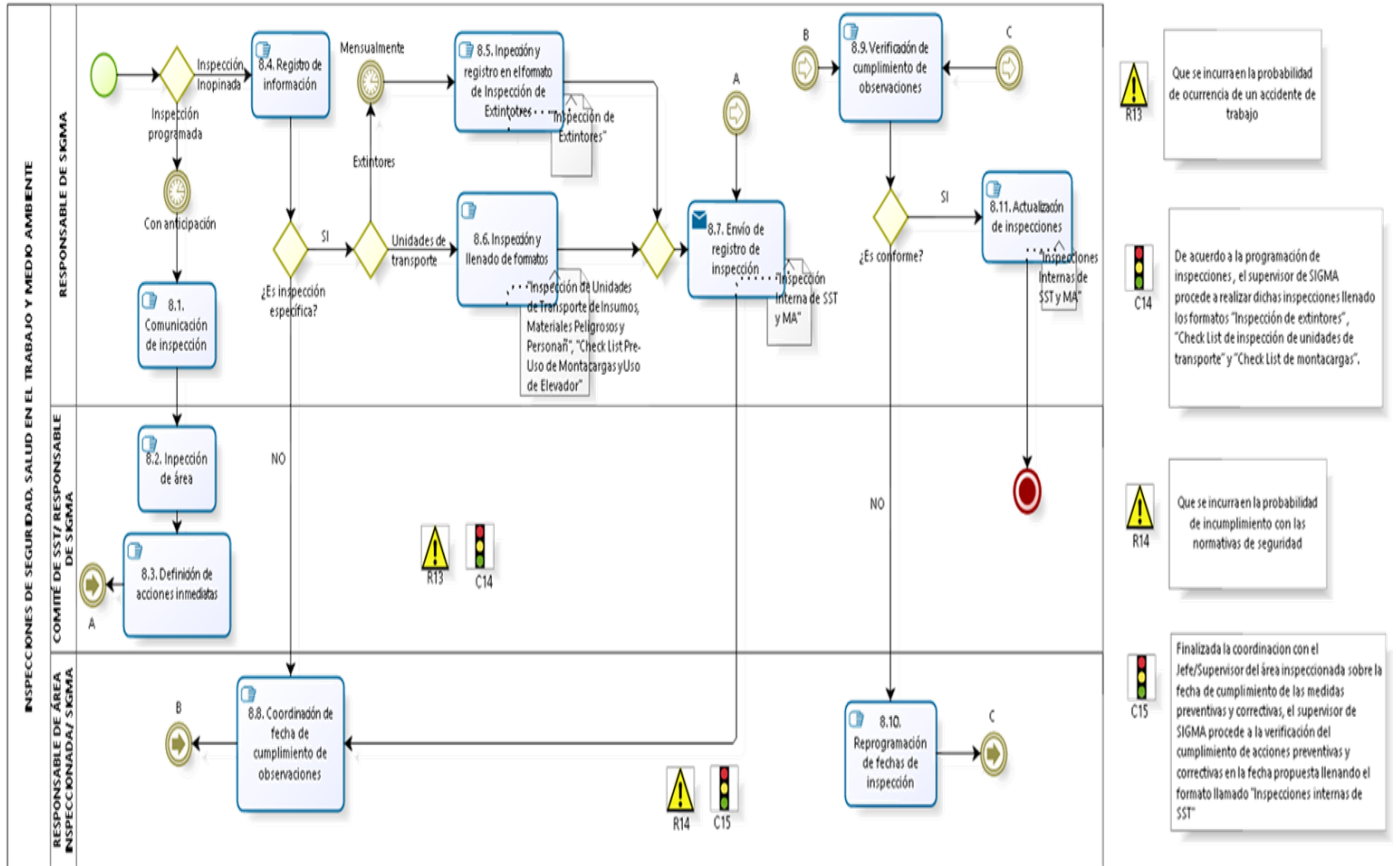 INSPECCIONES DE SEGURIDAD, SALUD EN EL TRABAJO Y MEDIO AMBIENTE
RESPONSABLE DE SIGMA
Inspección
Inopinada
Inspección
programada
Con anticipación
8.1.
Comunicación
de inspección
8.4. Registro de
información
¿Es inspección
específica?
SI
NO
Mensualmente
Extintores
Unidades de
transporte
8.5. Inpección y
registro en el formato
de Inspección de
Extintotres
"Inspección de
Extintores"
8.6. Inspección y
llenado de formatos
"Inspección de Unidades
de Transporte de Insumos,
Materiales Peligrosos y
Personañ", "Check List Pre-
Uso de Montacargas y Uso
de Elevador"
A
8.7. Envío de
registro de
inspección
"Inspección
Interna de SST
y MA"
B
8.9. Verificación de
cumplimiento de
observaciones
C
¿Es conforme?
SI
NO
8.11. Actualización
de inspecciones
"Inspecciones
Internas de
SST y MA"
COMITÉ DE SST/ RESPONSABLE
DE SIGMA
8.2. Inpección
de área
8.3. Definición de
acciones inmediatas
A
R13
C14
RESPONSABLE DE ÁREA
INSPECCIONADA/ SIGMA
B
8.8. Coordinación de
fecha de
cumplimiento de
observaciones
R14
C15
8.10.
Reprogramación
de fechas de
inspección
C
R13
Que se incurra en la probabilidad
de ocurrencia de un accidente de
trabajo
C14
De acuerdo a la programación de
inspecciones, el supervisor de SIGMA
procede a realizar dichas inspecciones llenado
los formatos "Inspección de extintores",
"Check List de inspección de unidades de
transporte" y "Check List de montacargas".
R14
Que se incurra en la probabilidad
de incumplimiento con las
normativas de seguridad
C15
Finalizada la coordinacion con el
Jefe/Supervisor del área inspeccionada sobre la
fecha de cumplimiento de las medidas
preventivas y correctivas, el supervisor de
SIGMA procede a la verificación del
cumplimiento de acciones preventivas y
correctivas en la fecha propuesta llenando el
formato llamado "Inspecciones internas de
SST"